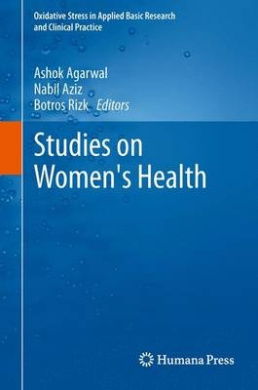 Oxidative Stress in Applied Basic Research
and Clinical Practice
Ashok Agarwal
Nabil Aziz
Botros Rizk Editors
Studies on
Women's Health
Humana Press